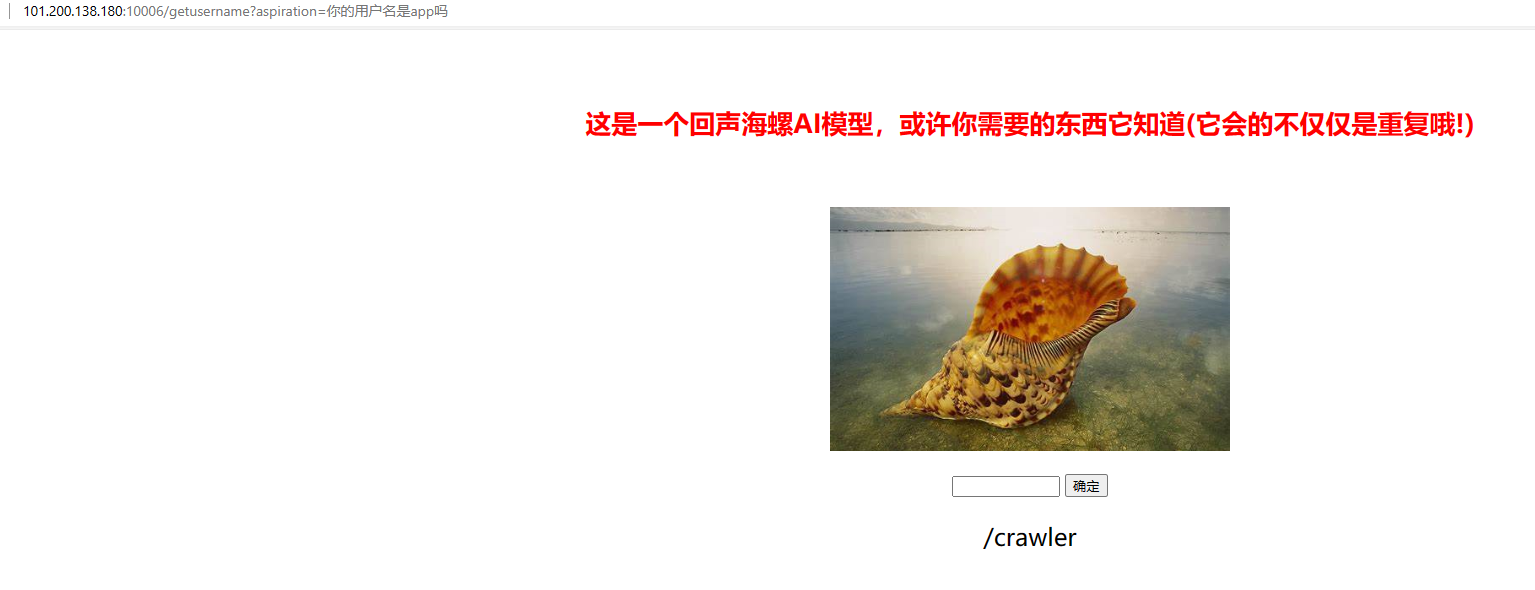 101.200.138.180:10006/getusername?aspiration=你的用户名是app吗
这是一个回声海螺AI模型，或许你需要的东西它知道(它会的不仅仅是重复哦!)
确定
/crawler